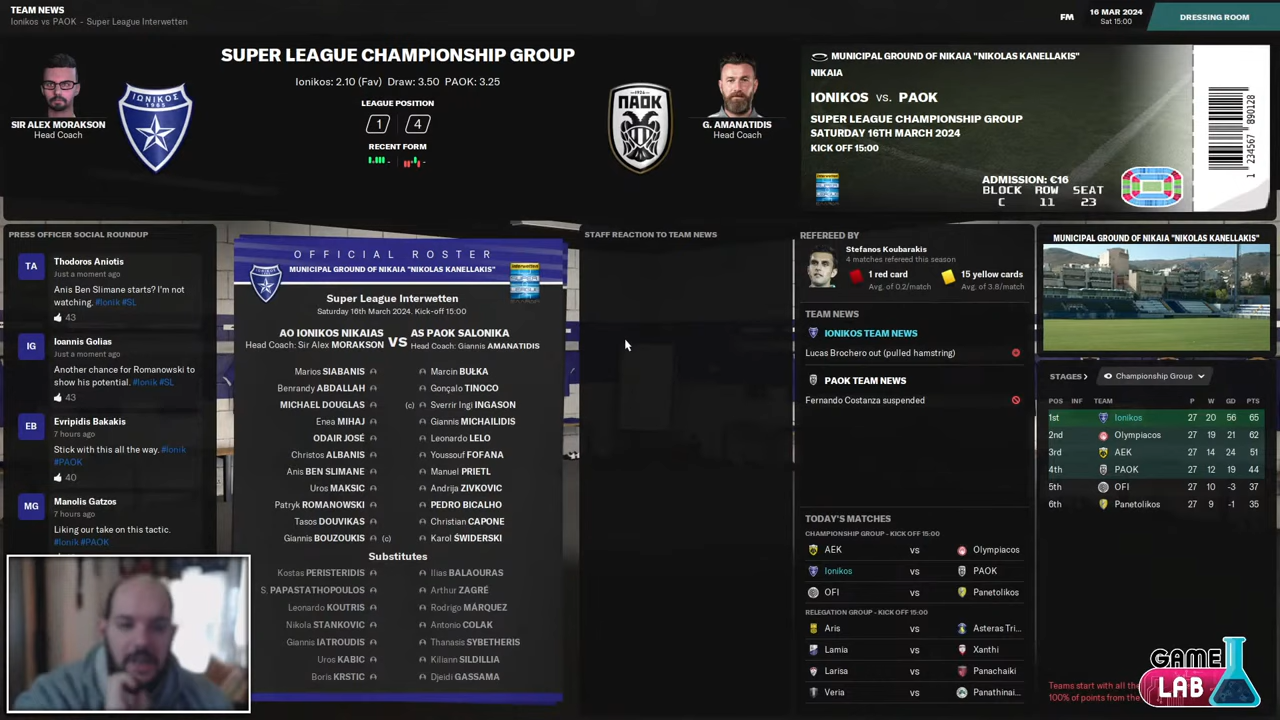 TEAM NEWS
Ionikos vs PAOK - Super League Interwetten
FM
16 MAR 2024
Sat 15:00
DRESSING ROOM
SUPER LEAGUE CHAMPIONSHIP GROUP
Ionikos: 2.10 (Fav) Draw: 3.50 PAOK: 3.25
LEAGUE POSITION
1 4
RECENT FORM
SIR ALEX MORAKSON
Head Coach
ΙΩΝΙΚΟΣ
1965
ΠΑΟΚ
G. AMANATIDIS
Head Coach
MUNICIPAL GROUND OF NIKAIA "NIKOLAS KANELLAKIS"
NIKAIA
IONIKOS vs. PAOK
SUPER LEAGUE CHAMPIONSHIP GROUP
SATURDAY 16TH MARCH 2024
KICK OFF 15:00
ADMISSION: €16
BLOCK ROW SEAT
C 11 23
1 234567 890128
PRESS OFFICER SOCIAL ROUNDUP
TA
Thodoros Aniotis
Just a moment ago
Anis Ben Slimane starts? I'm not
watching. #Ionik #SL
43
IG
Ioannis Golias
Just a moment ago
Another chance for Romanowski to
show his potential. #Ionik #SL
43
EB
Evripidis Bakakis
7 hours ago
Stick with this all the way. #Ionik
#PAOK
40
MG
Manolis Gatzos
7 hours ago
Liking our take on this tactic.
#Ionik #PAOK
OFFICIAL ROSTER
MUNICIPAL GROUND OF NIKAIA "NIKOLAS KANELLAKIS"
Super League Interwetten
Saturday 16th March 2024. Kick-off 15:00
AO IONIKOS NIKAIAS VS AS PAOK SALONIKA
Head Coach: Sir Alex MORAKSON Head Coach: Giannis AMANATIDIS
Marios SIABANIS Marcin BUŁKA
Benrandy ABDALLAH Gonçalo TINOCO
MICHAEL DOUGLAS (c) Sverrir Ingi INGASON
Enea MIHAJ Giannis MICHAILIDIS
ODAIR JOSÉ Leonardo LELO
Christos ALBANIS Youssouf FOFANA
Anis BEN SLIMANE Manuel PRIETL
Uros MAKSIC Andrija ZIVKOVIC
Patryk ROMANOWSKI PEDRO BICALHO
Tasos DOUVIKAS Christian CAPONE
Giannis BOUZOUKIS (c) Karol ŚWIDERSKI
Substitutes
Kostas PERISTERIDIS Ilias BALAOURAS
S. PAPASTATHOPOULOS Arthur ZAGRÉ
Leonardo KOUTRIS Rodrigo MÁRQUEZ
Nikola STANKOVIC Antonio COLAK
Giannis IATROUDIS Thanasis SYBETHERIS
Uros KABIC Kiliann SILDILLIA
Boris KRSTIC Djeidi GASSAMA
STAFF REACTION TO TEAM NEWS
REFEREED BY
Stefanos Koubarakis
4 matches refereed this season
1 red card
Avg. of 0.2/match
15 yellow cards
Avg. of 3.8/match
TEAM NEWS
IONIKOS TEAM NEWS
Lucas Brochero out (pulled hamstring)
PAOK TEAM NEWS
Fernando Costanza suspended
TODAY'S MATCHES
CHAMPIONSHIP GROUP - KICK OFF 15:00
AEK vs Olympiacos
Ionikos vs PAOK
OFI vs Panetolikos
RELEGATION GROUP - KICK OFF 15:00
Aris vs Asteras Tri...
Lamia vs Xanthi
Larisa vs Panachaiki
Veria vs Panathinai...
MUNICIPAL GROUND OF NIKAIA "NIKOLAS KANELLAKIS"
STAGES Championship Group
POS INF TEAM P W GD PTS
1st Ionikos 27 20 56 65
2nd Olympiacos 27 19 21 62
3rd AEK 27 14 24 51
4th PAOK 27 12 19 44
5th OFI 27 10 -3 37
6th Panetolikos 27 9 -1 35
Teams start with all the
100% of points from the
GAME
LAB